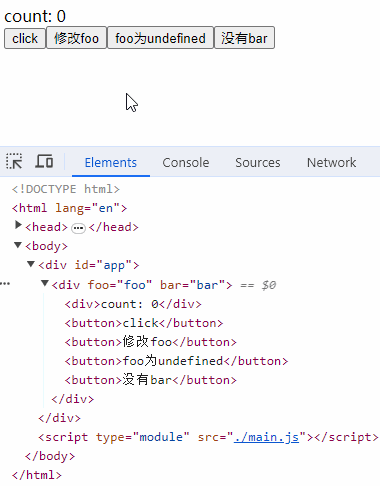 count: 0
click 修改foo foo为undefined 没有bar
Elements Console Sources Network
<!DOCTYPE html>
<html lang="en">
<head> ⋯ </head>
<body>
<div id="app">
⋯ <div foo="foo" bar="bar"> == $0
<div>count: 0</div>
<button>click</button>
<button>修改foo</button>
<button>foo为undefined</button>
<button>没有bar</button>
</div>
</div>
<script type="module" src="./main.js"></script>
</body>
</html>